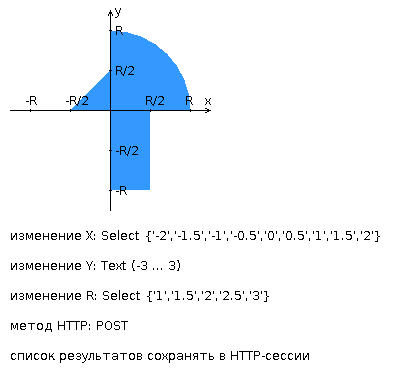 y
R
R/2
-R -R/2 R/2 R x
-R/2
-R
изменение X: Select {'-2','-1.5','-1','-0.5','0','0.5','1','1.5','2'}
изменение Y: Text (-3 ... 3)
изменение R: Select {'1','1.5','2','2.5','3'}
метод HTTP: POST
список результатов сохранять в HTTP-сессии